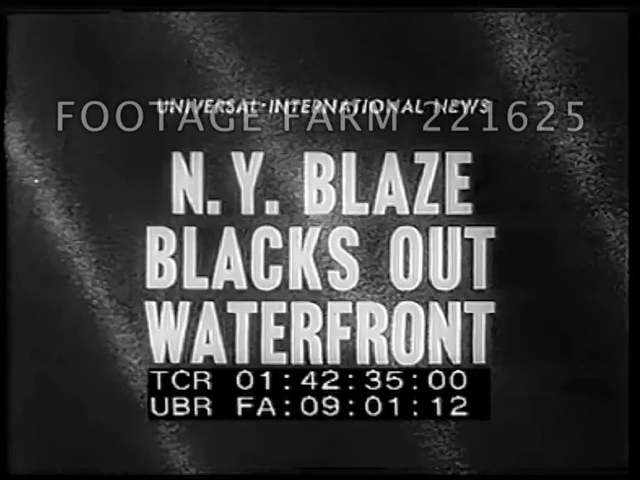 UNIVERSAL-INTERNATIONAL NEWS
FOOTAGE FARM 221625
N.Y. BLAZE
BLACKS OUT
WATERFRONT
TCR 01:42:35:00
UBR FA:09:01:12